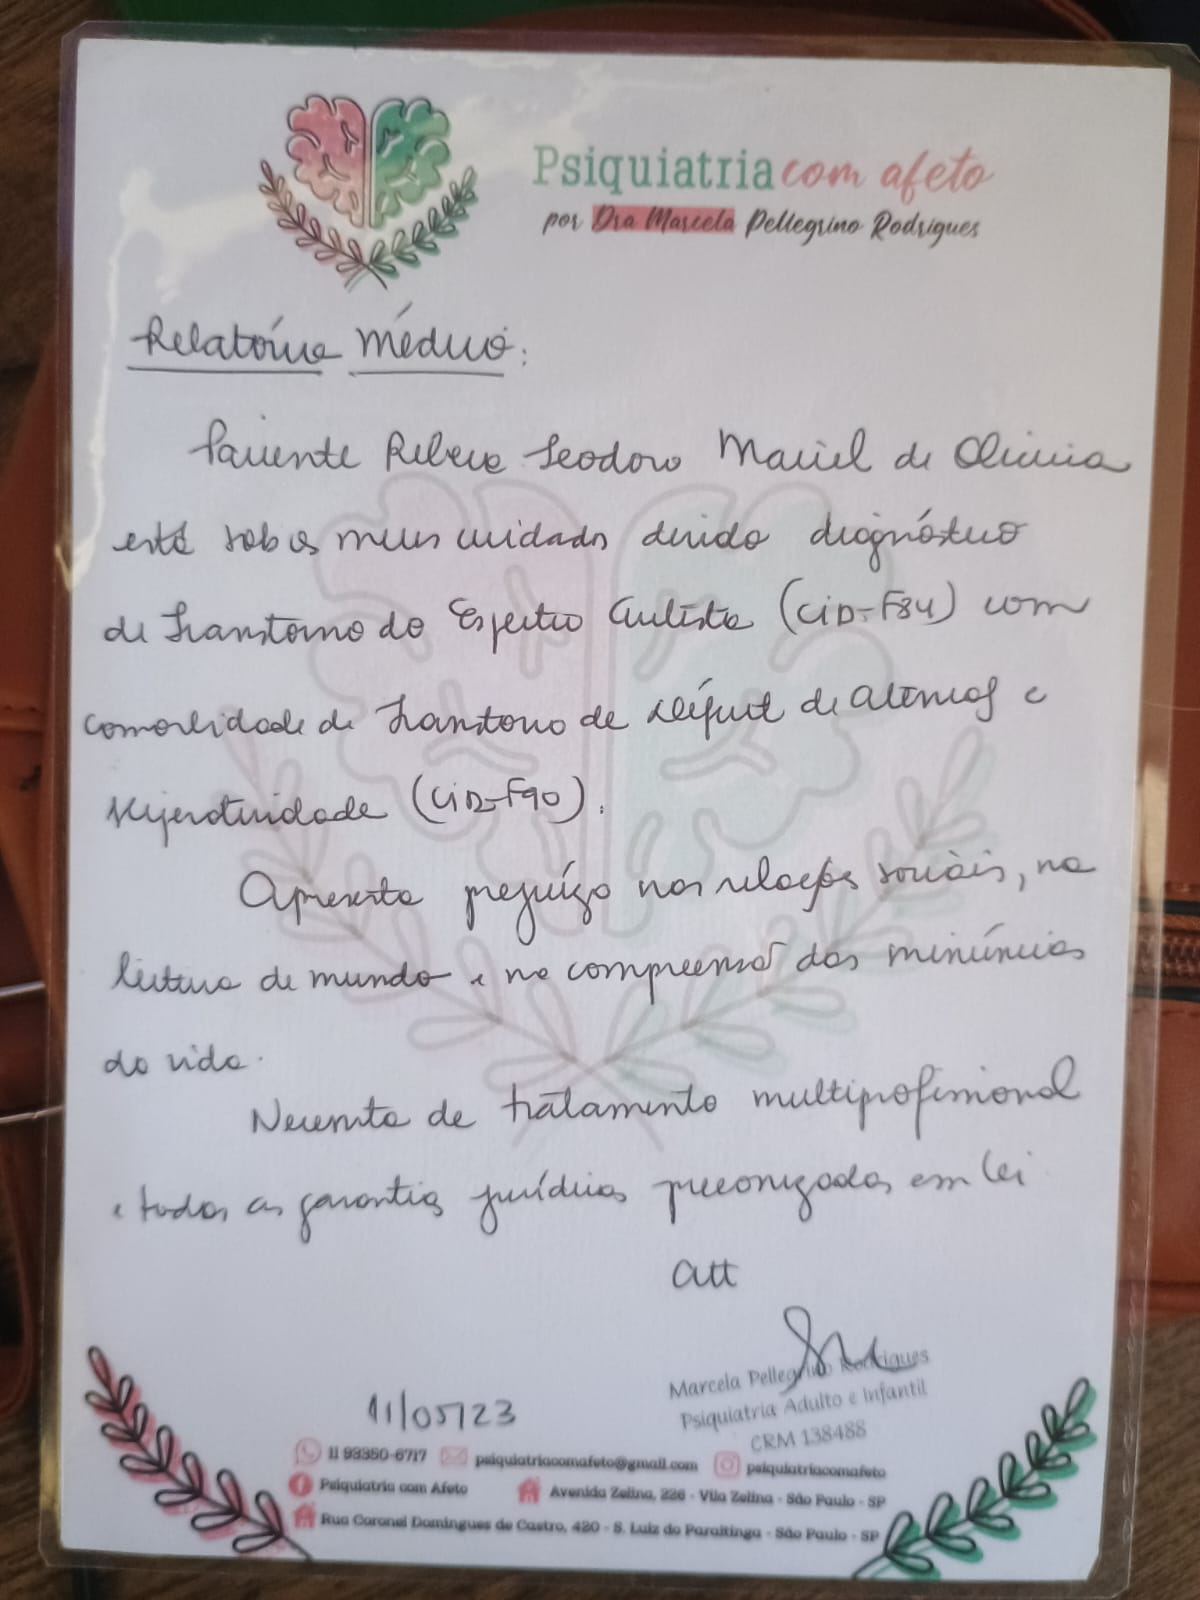 Psiquiatria com afeto
por Dra Marcela Pellegrino Rodrigues
Relatório Médico:
Paciente Rebeca Teodoro Maciel de Oliveira
está sob os meus cuidados devido diagnóstico
de Transtorno do Espectro Autista (CID-F84) com
comorbidade de Transtorno de Déficit de Atenção e
Hiperatividade (CID-F90).
Apresenta prejuízo nas relações sociais, na
leitura de mundo e na compreensão das minúncias
da vida.
Necessita de tratamento multiprofissional
e todas as garantias jurídicas preconizadas em lei
att
Marcela Pellegrino Rodrigues
Psiquiatria Adulto e Infantil
CRM 138488
11/05/23
11 93350-6717 psiquiatriacomafeto@gmail.com psiquiatriacomafeto
Psiquiatria com Afeto Avenida Zelina, 226 - Vila Zelina - São Paulo - SP
Rua Coronel Domingues de Castro, 420 - S. Luiz do Paraitinga - São Paulo - SP